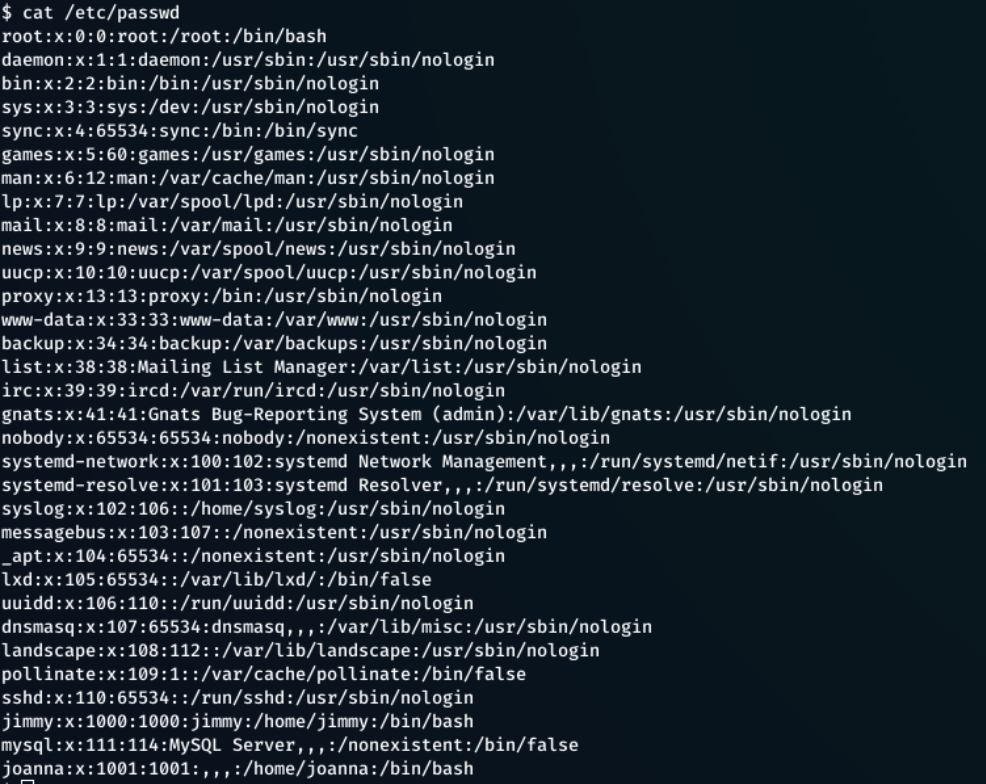 $ cat /etc/passwd
root:x:0:0:root:/root:/bin/bash
daemon:x:1:1:daemon:/usr/sbin:/usr/sbin/nologin
bin:x:2:2:bin:/bin:/usr/sbin/nologin
sys:x:3:3:sys:/dev:/usr/sbin/nologin
sync:x:4:65534:sync:/bin:/bin/sync
games:x:5:60:games:/usr/games:/usr/sbin/nologin
man:x:6:12:man:/var/cache/man:/usr/sbin/nologin
lp:x:7:7:lp:/var/spool/lpd:/usr/sbin/nologin
mail:x:8:8:mail:/var/mail:/usr/sbin/nologin
news:x:9:9:news:/var/spool/news:/usr/sbin/nologin
uucp:x:10:10:uucp:/var/spool/uucp:/usr/sbin/nologin
proxy:x:13:13:proxy:/bin:/usr/sbin/nologin
www-data:x:33:33:www-data:/var/www:/usr/sbin/nologin
backup:x:34:34:backup:/var/backups:/usr/sbin/nologin
list:x:38:38:Mailing List Manager:/var/list:/usr/sbin/nologin
irc:x:39:39:ircd:/var/run/ircd:/usr/sbin/nologin
gnats:x:41:41:Gnats Bug-Reporting System (admin):/var/lib/gnats:/usr/sbin/nologin
nobody:x:65534:65534:nobody:/nonexistent:/usr/sbin/nologin
systemd-network:x:100:102:systemd Network Management,,,:/run/systemd/netif:/usr/sbin/nologin
systemd-resolve:x:101:103:systemd Resolver,,,:/run/systemd/resolve:/usr/sbin/nologin
syslog:x:102:106::/home/syslog:/usr/sbin/nologin
messagebus:x:103:107::/nonexistent:/usr/sbin/nologin
_apt:x:104:65534::/nonexistent:/usr/sbin/nologin
lxd:x:105:65534::/var/lib/lxd/:/bin/false
uuidd:x:106:110::/run/uuidd:/usr/sbin/nologin
dnsmasq:x:107:65534:dnsmasq,,,:/var/lib/misc:/usr/sbin/nologin
landscape:x:108:112::/var/lib/landscape:/usr/sbin/nologin
pollinate:x:109:1::/var/cache/pollinate:/bin/false
sshd:x:110:65534::/run/sshd:/usr/sbin/nologin
jimmy:x:1000:1000:jimmy:/home/jimmy:/bin/bash
mysql:x:111:114:MySQL Server,,,:/nonexistent:/bin/false
joanna:x:1001:1001:,,,:/home/joanna:/bin/bash